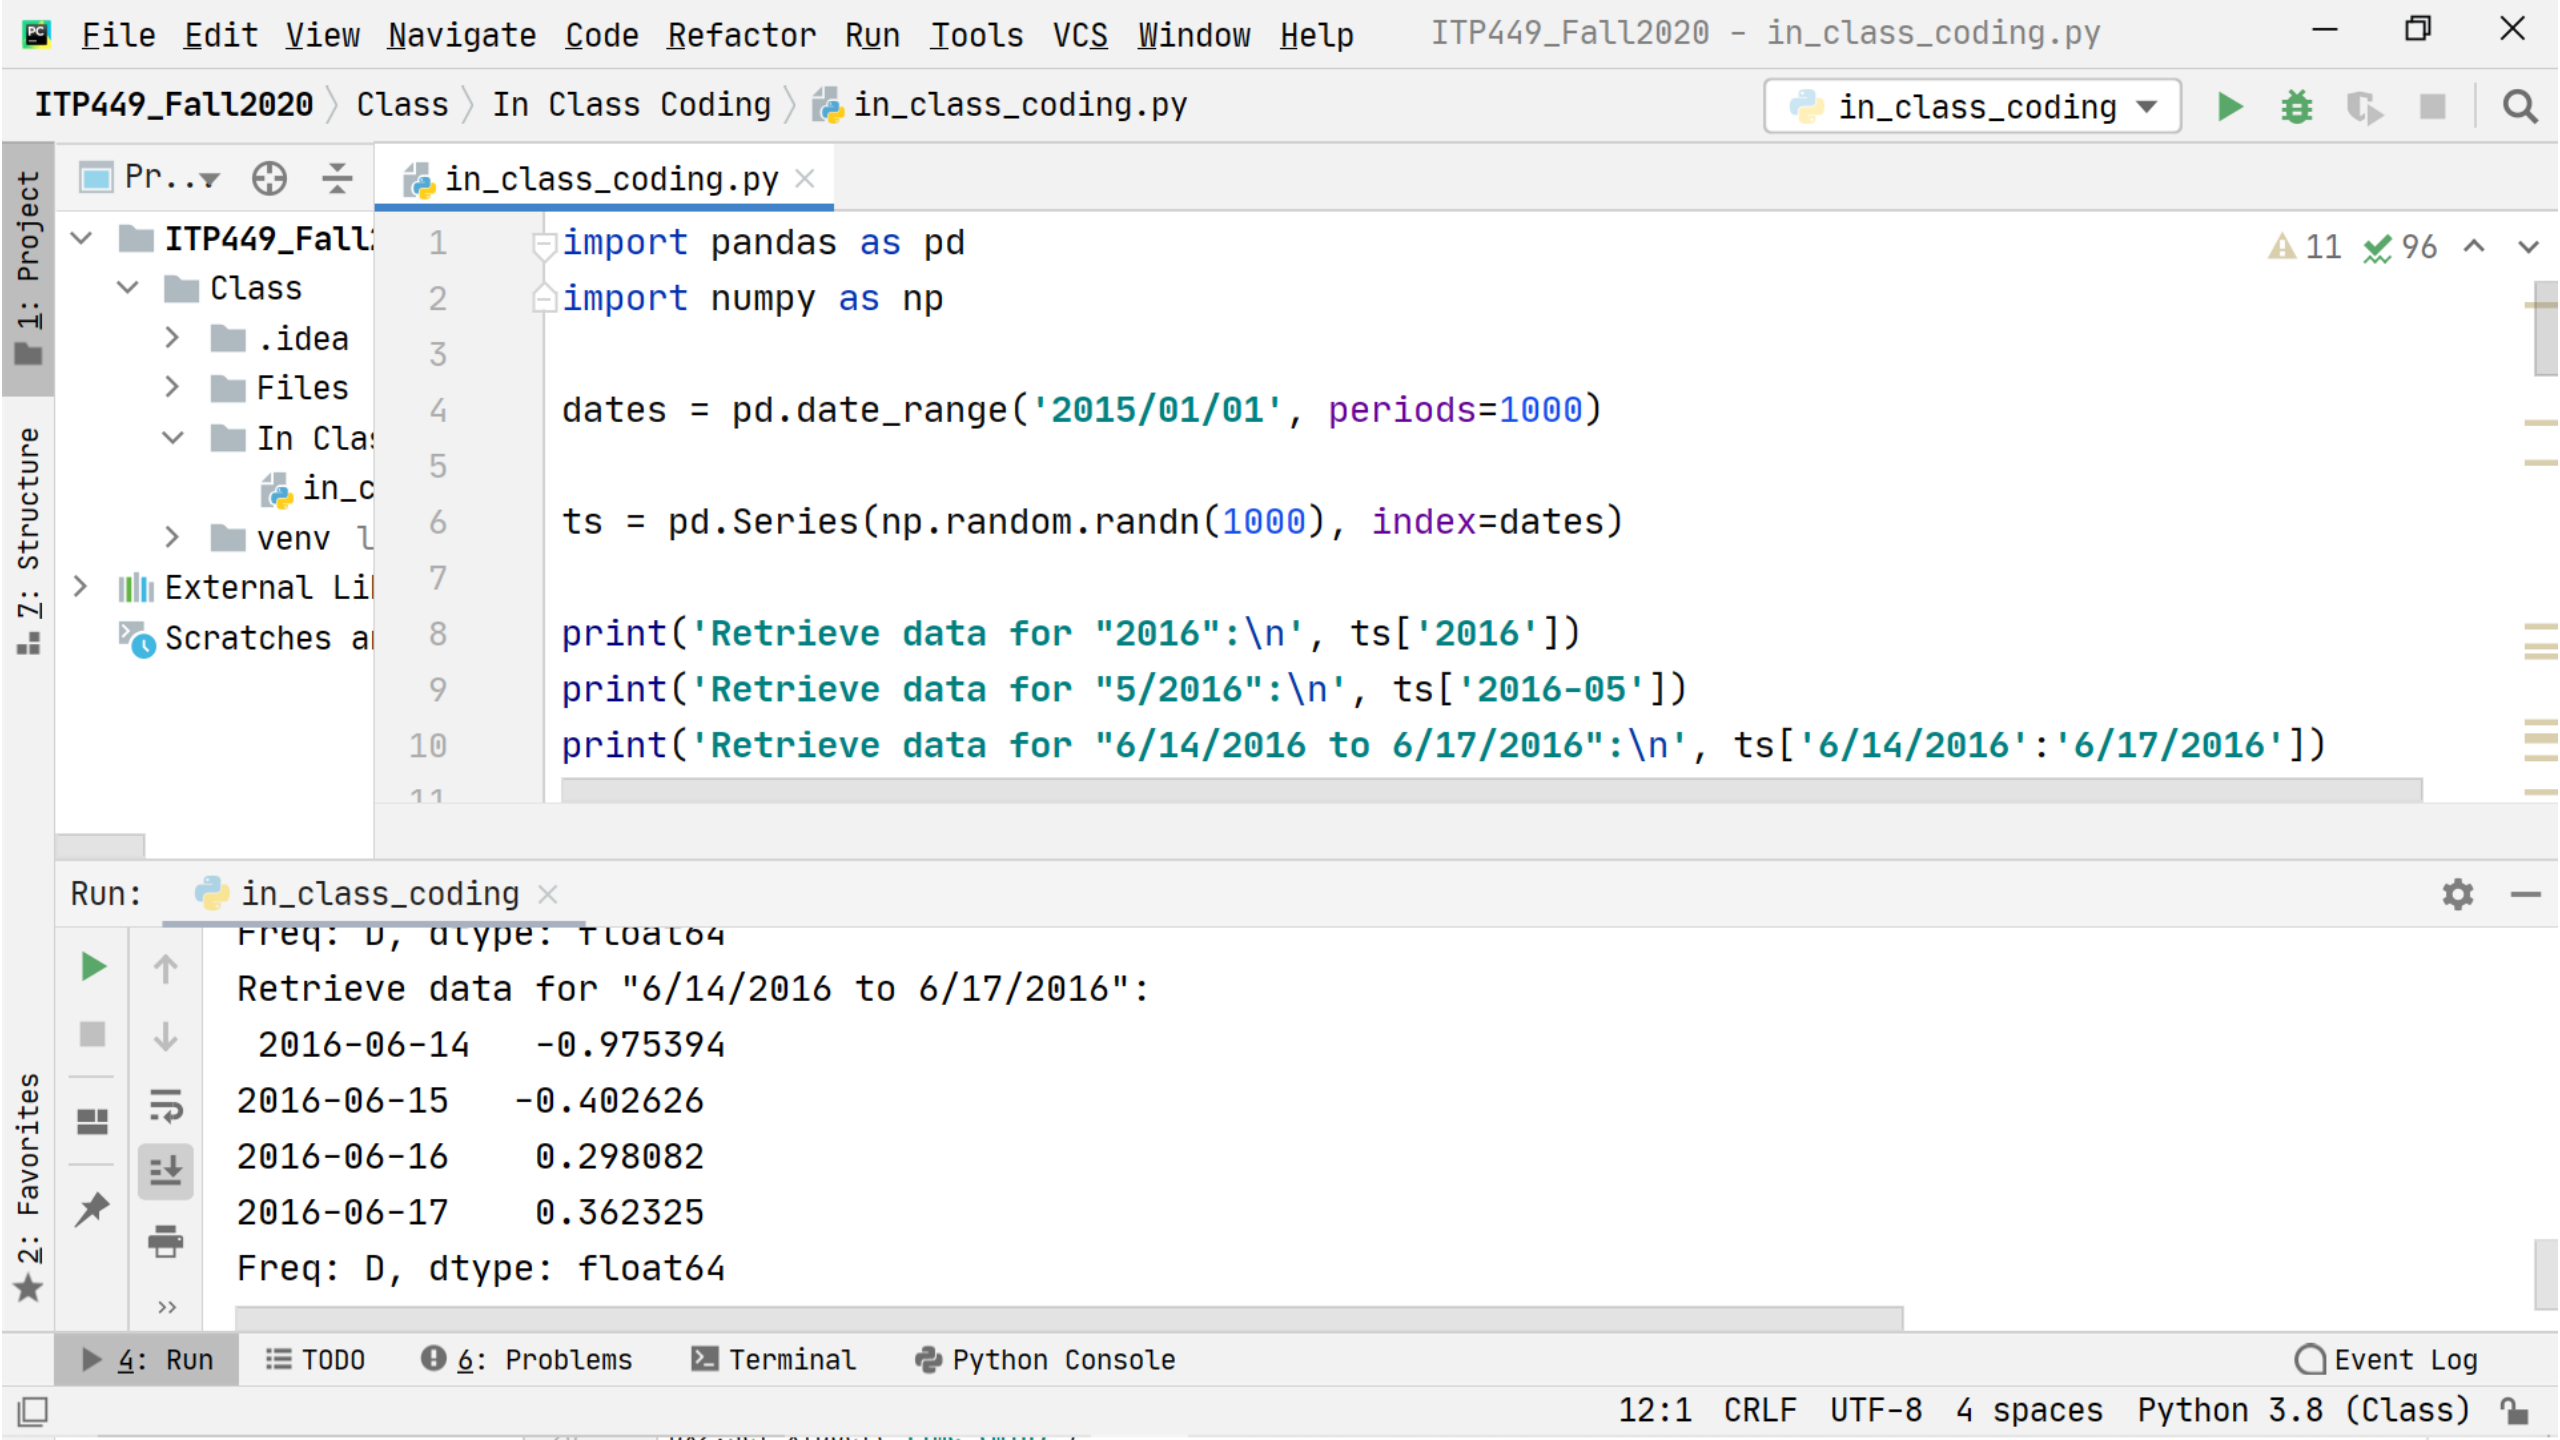 File Edit View Navigate Code Refactor Run Tools VCS Window Help ITP449_Fall2020 - in_class_coding.py
ITP449_Fall2020 Class In Class Coding in_class_coding.py in_class_coding
1: Project
7: Structure
2: Favorites
Pr...
ITP449_Fall
Class
.idea
Files
In Clas
in_c
venv l
External Li
Scratches a
in_class_coding.py
11 96
1 import pandas as pd
2 import numpy as np
3
4 dates = pd.date_range('2015/01/01', periods=1000)
5
6 ts = pd.Series(np.random.randn(1000), index=dates)
7
8 print('Retrieve data for "2016":\n', ts['2016'])
9 print('Retrieve data for "5/2016":\n', ts['2016-05'])
10 print('Retrieve data for "6/14/2016 to 6/17/2016":\n', ts['6/14/2016':'6/17/2016'])
11
Run: in_class_coding
Freq: D, dtype: float64
Retrieve data for "6/14/2016 to 6/17/2016":
2016-06-14 -0.975394
2016-06-15 -0.402626
2016-06-16 0.298082
2016-06-17 0.362325
Freq: D, dtype: float64
4: Run TODO 6: Problems Terminal Python Console Event Log
12:1 CRLF UTF-8 4 spaces Python 3.8 (Class)